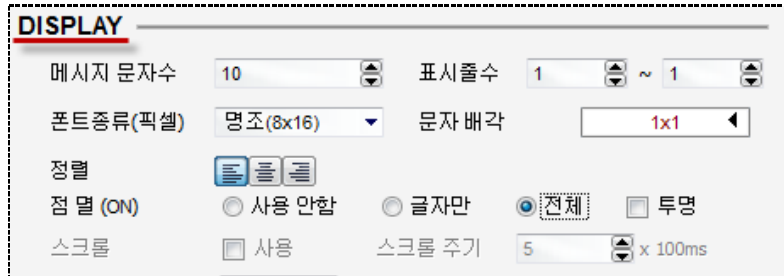 DISPLAY
메시지 문자수 10 표시줄수 1 ~ 1
폰트종류(픽셀) 명조(8x16) 문자 배각 1x1
정렬
점 멸 (ON) 사용 안함 글자만 전체 투명
스크롤 사용 스크롤 주기 5 x 100ms